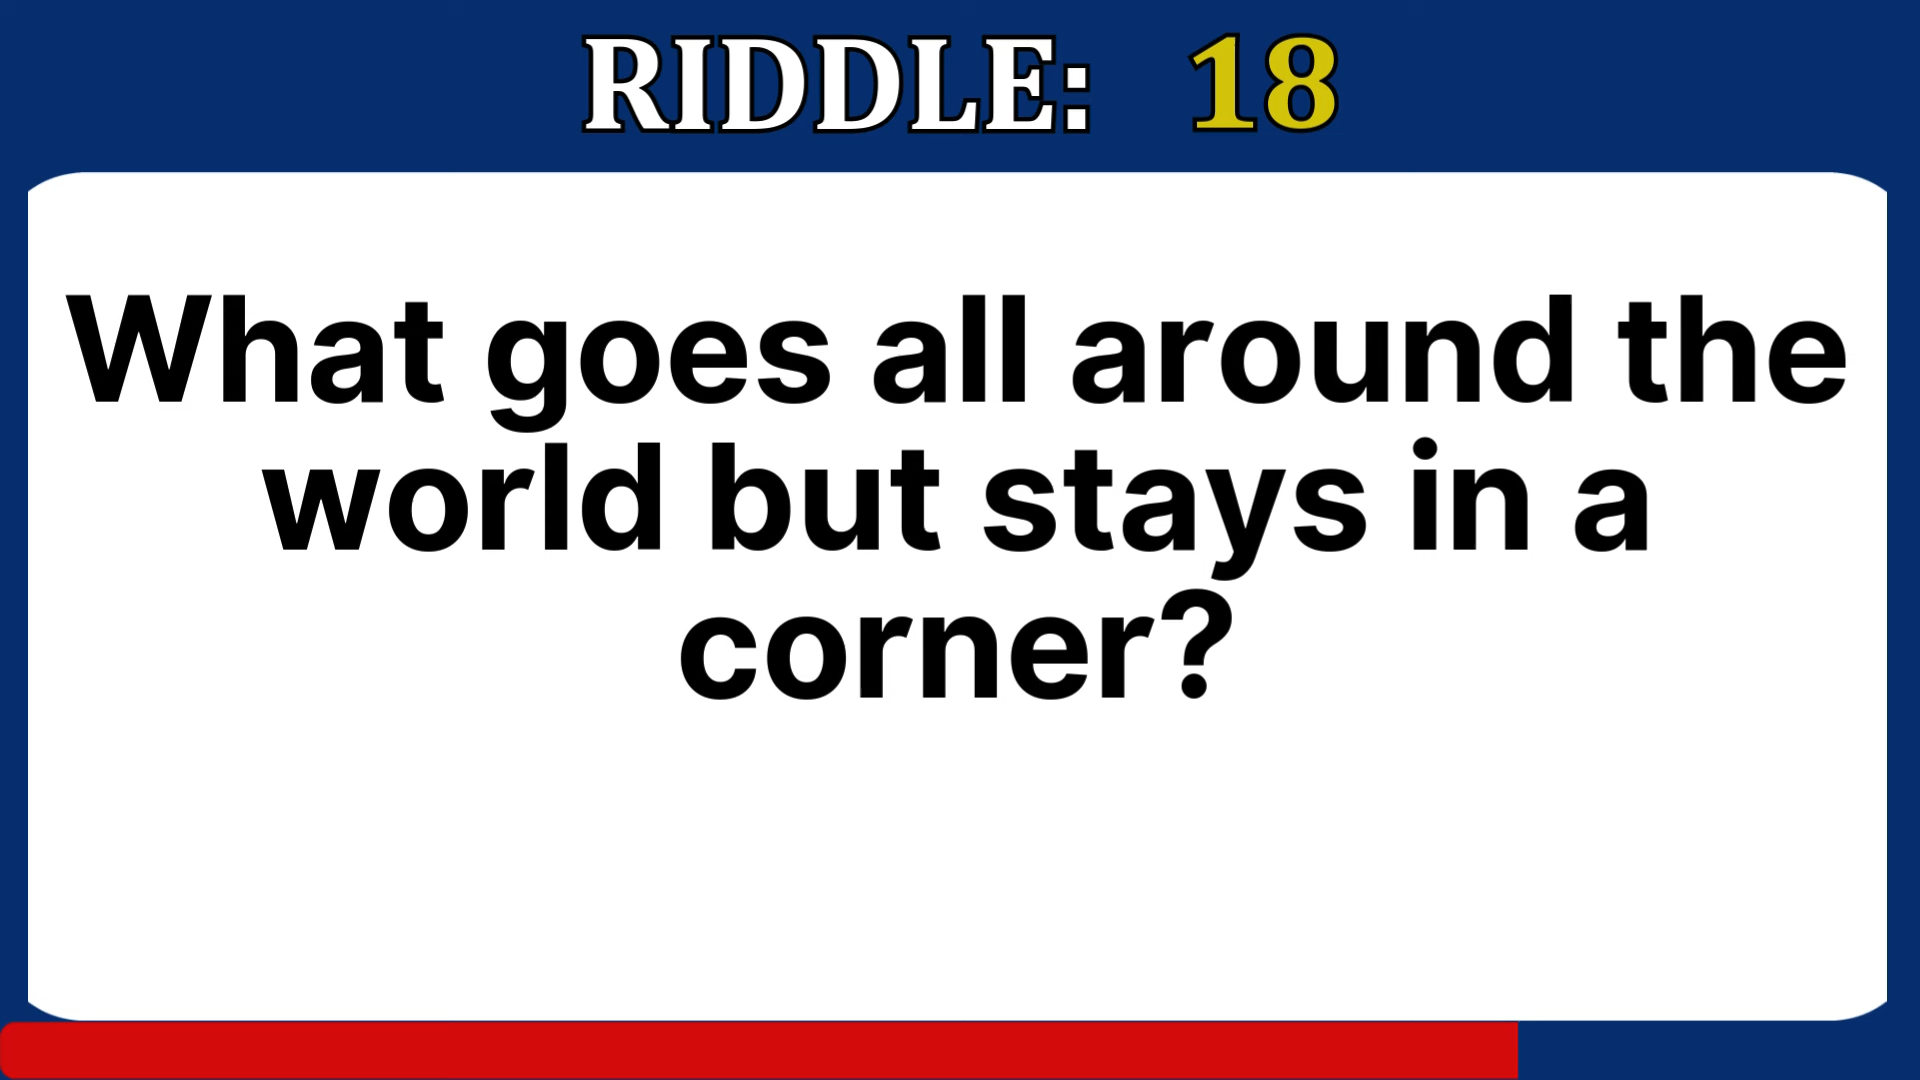 RIDDLE: 18
What goes all around the
world but stays in a
corner?